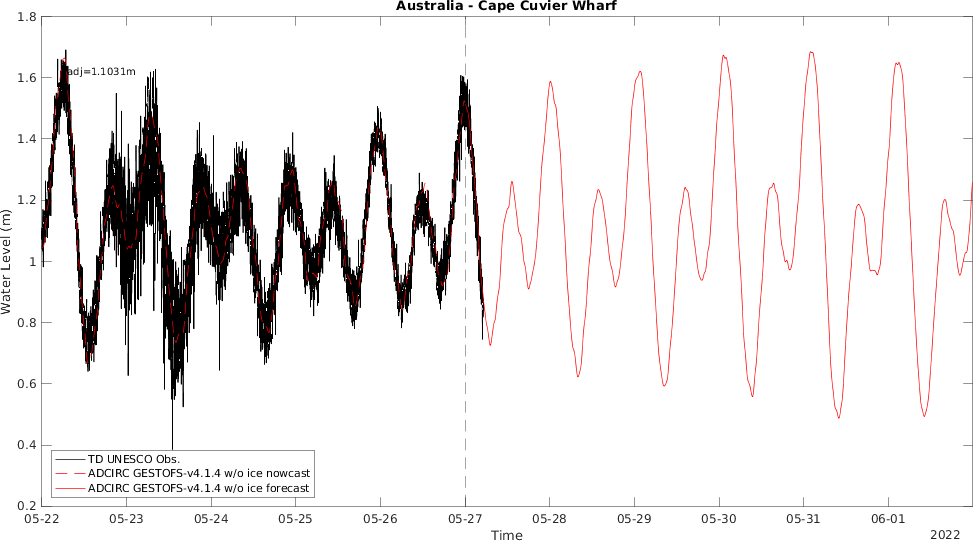 Australia - Cape Cuvier Wharf
1.8
1.6
1.4
1.2
1
0.8
0.6
0.4
0.2
Water Level (m)
adj=1.1031m
TD UNESCO Obs.
ADCIRC GESTOFS-v4.1.4 w/o ice nowcast
ADCIRC GESTOFS-v4.1.4 w/o ice forecast
05-22 05-23 05-24 05-25 05-26 05-27 05-28 05-29 05-30 05-31 06-01
Time
2022